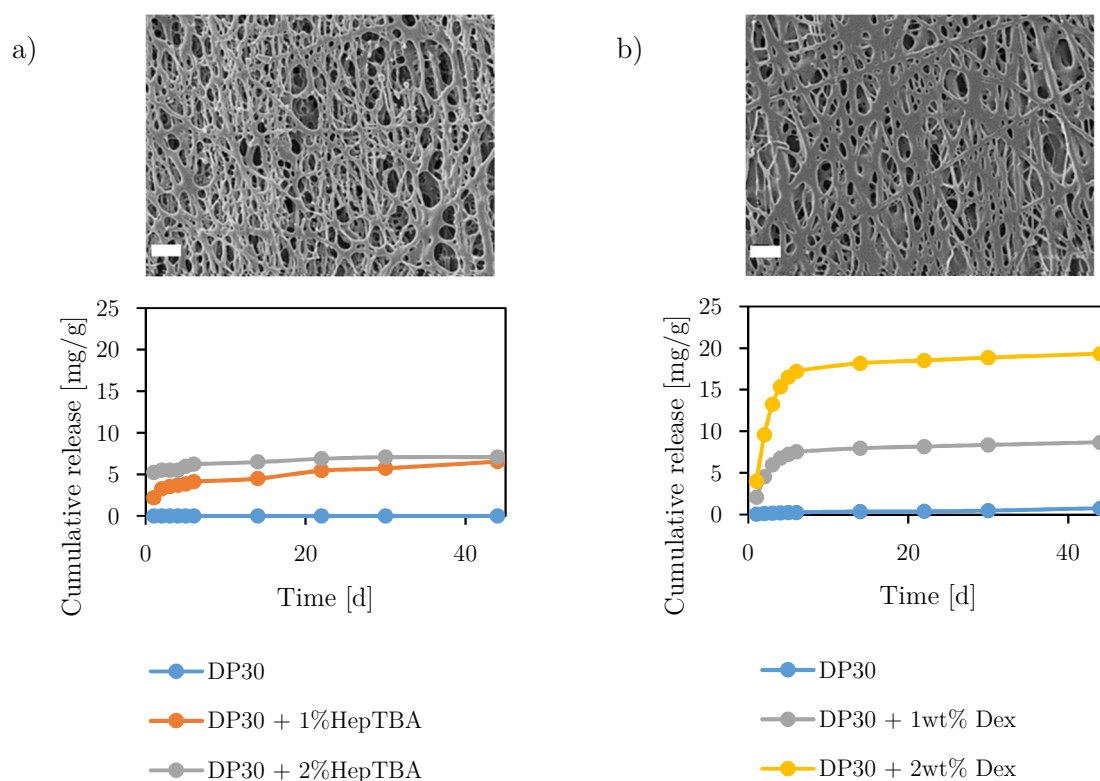 a)
Cumulative release [mg/g]
25
20
15
10
5
0
0 20 40
Time [d]
DP30
DP30 + 1%HepTBA
DP30 + 2%HepTBA
b)
Cumulative release [mg/g]
25
20
15
10
5
0
0 20 40
Time [d]
DP30
DP30 + 1wt% Dex
DP30 + 2wt% Dex